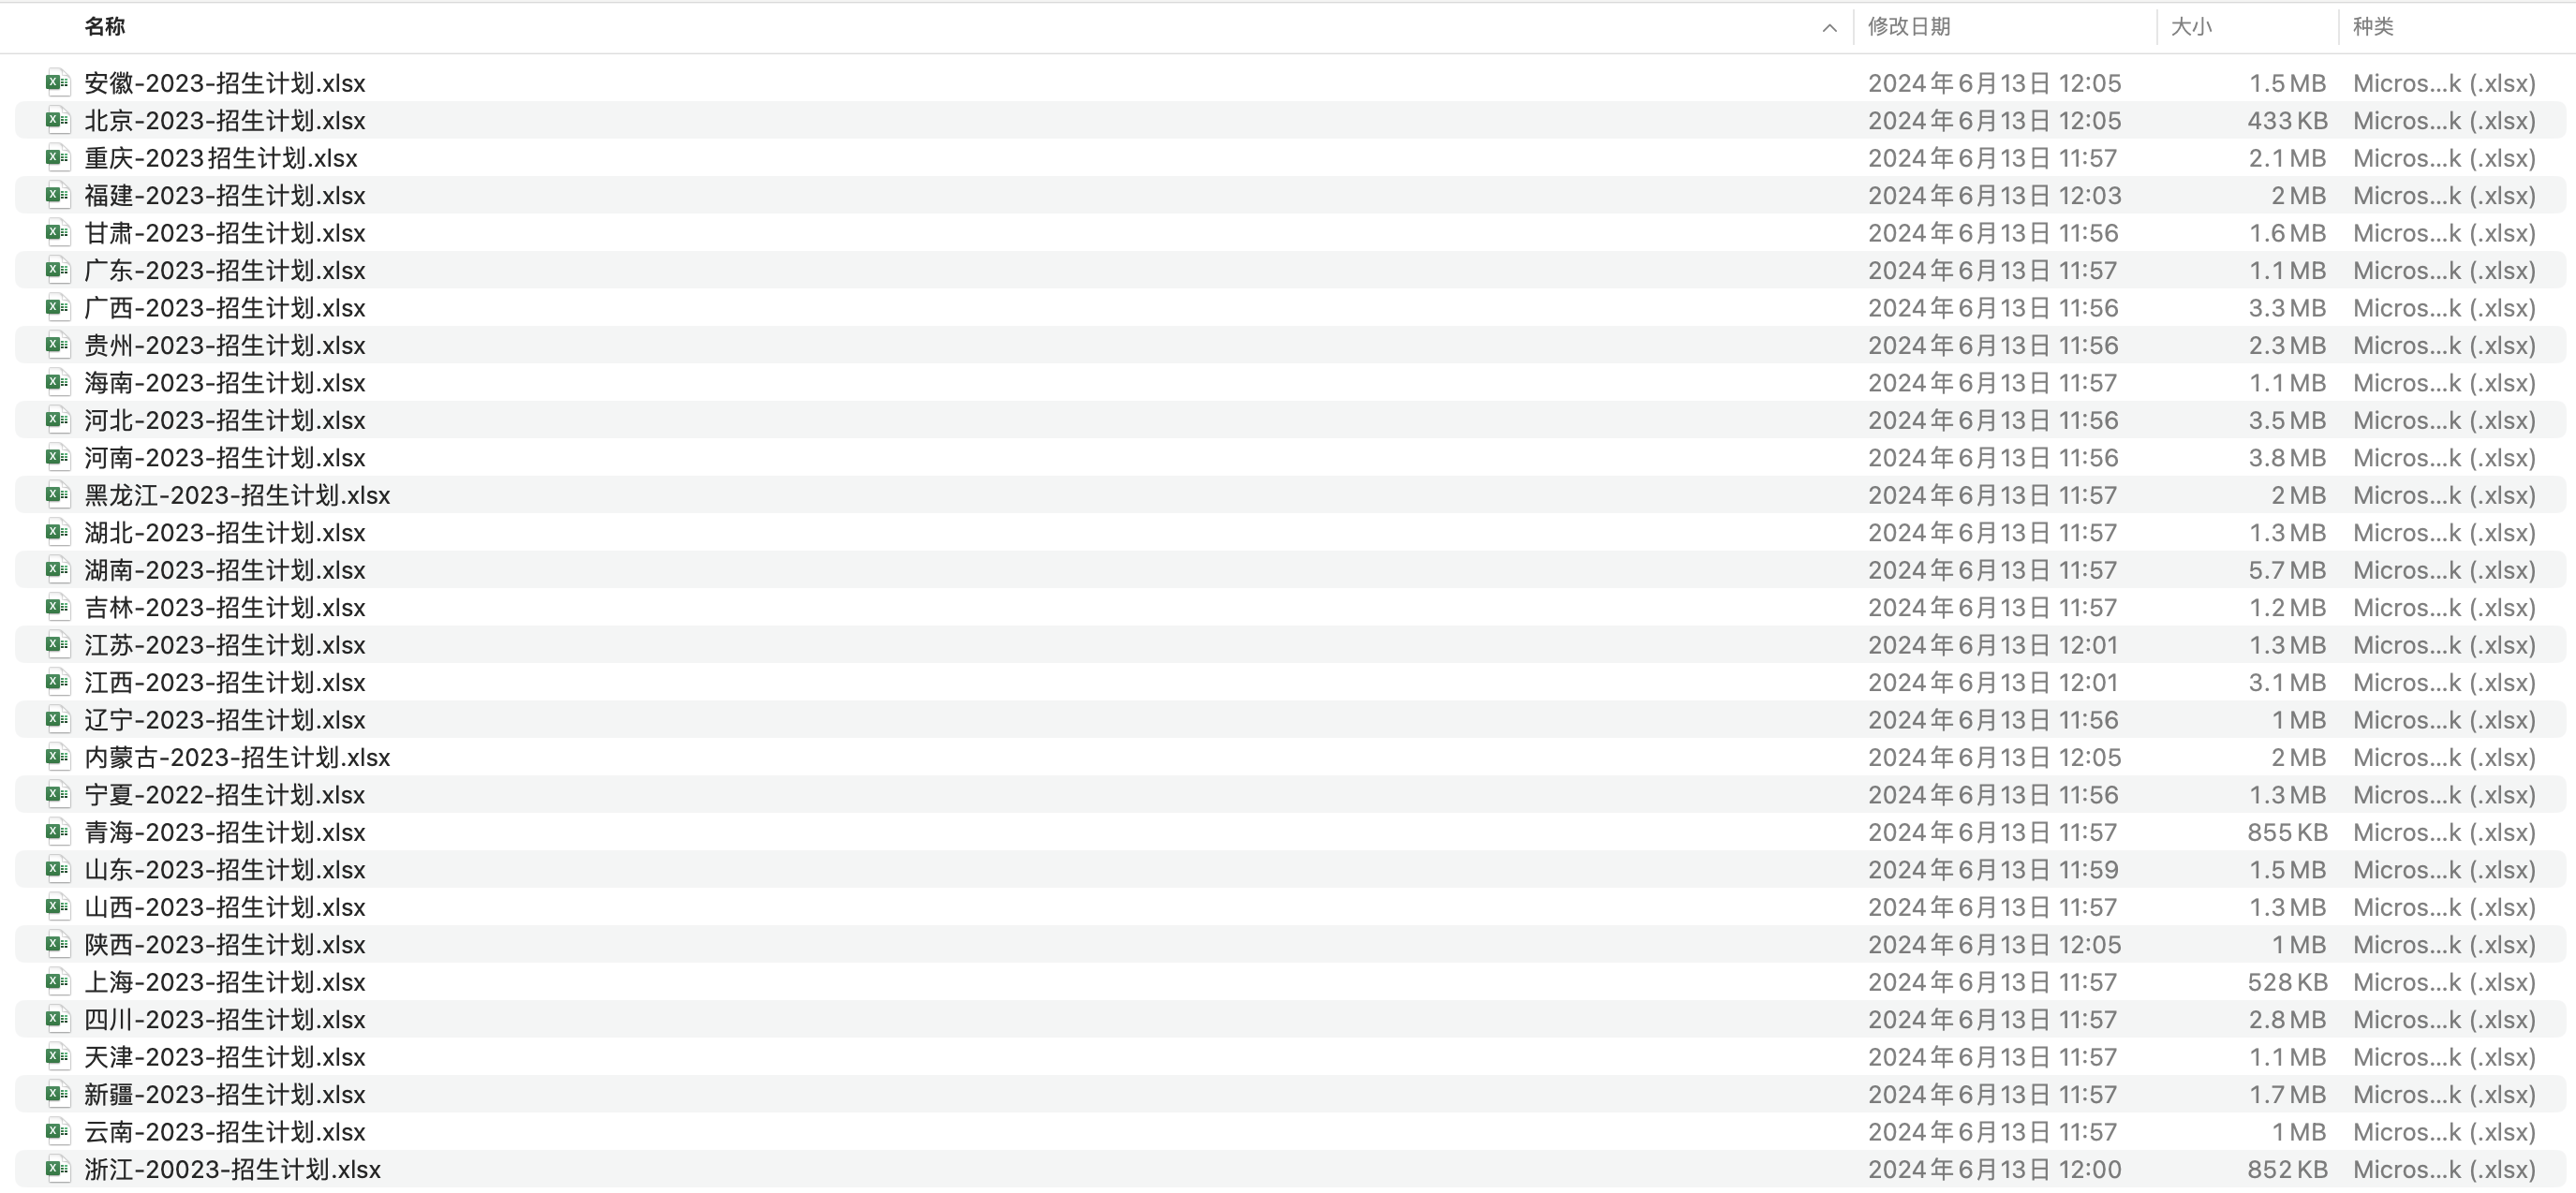 名称 修改日期 大小 种类
安徽-2023-招生计划.xlsx 2024年6月13日 12:05 1.5 MB Micros...k (.xlsx)
北京-2023-招生计划.xlsx 2024年6月13日 12:05 433 KB Micros...k (.xlsx)
重庆-2023招生计划.xlsx 2024年6月13日 11:57 2.1 MB Micros...k (.xlsx)
福建-2023-招生计划.xlsx 2024年6月13日 12:03 2 MB Micros...k (.xlsx)
甘肃-2023-招生计划.xlsx 2024年6月13日 11:56 1.6 MB Micros...k (.xlsx)
广东-2023-招生计划.xlsx 2024年6月13日 11:57 1.1 MB Micros...k (.xlsx)
广西-2023-招生计划.xlsx 2024年6月13日 11:56 3.3 MB Micros...k (.xlsx)
贵州-2023-招生计划.xlsx 2024年6月13日 11:56 2.3 MB Micros...k (.xlsx)
海南-2023-招生计划.xlsx 2024年6月13日 11:57 1.1 MB Micros...k (.xlsx)
河北-2023-招生计划.xlsx 2024年6月13日 11:56 3.5 MB Micros...k (.xlsx)
河南-2023-招生计划.xlsx 2024年6月13日 11:56 3.8 MB Micros...k (.xlsx)
黑龙江-2023-招生计划.xlsx 2024年6月13日 11:57 2 MB Micros...k (.xlsx)
湖北-2023-招生计划.xlsx 2024年6月13日 11:57 1.3 MB Micros...k (.xlsx)
湖南-2023-招生计划.xlsx 2024年6月13日 11:57 5.7 MB Micros...k (.xlsx)
吉林-2023-招生计划.xlsx 2024年6月13日 11:57 1.2 MB Micros...k (.xlsx)
江苏-2023-招生计划.xlsx 2024年6月13日 12:01 1.3 MB Micros...k (.xlsx)
江西-2023-招生计划.xlsx 2024年6月13日 12:01 3.1 MB Micros...k (.xlsx)
辽宁-2023-招生计划.xlsx 2024年6月13日 11:56 1 MB Micros...k (.xlsx)
内蒙古-2023-招生计划.xlsx 2024年6月13日 12:05 2 MB Micros...k (.xlsx)
宁夏-2022-招生计划.xlsx 2024年6月13日 11:56 1.3 MB Micros...k (.xlsx)
青海-2023-招生计划.xlsx 2024年6月13日 11:57 855 KB Micros...k (.xlsx)
山东-2023-招生计划.xlsx 2024年6月13日 11:59 1.5 MB Micros...k (.xlsx)
山西-2023-招生计划.xlsx 2024年6月13日 11:57 1.3 MB Micros...k (.xlsx)
陕西-2023-招生计划.xlsx 2024年6月13日 12:05 1 MB Micros...k (.xlsx)
上海-2023-招生计划.xlsx 2024年6月13日 11:57 528 KB Micros...k (.xlsx)
四川-2023-招生计划.xlsx 2024年6月13日 11:57 2.8 MB Micros...k (.xlsx)
天津-2023-招生计划.xlsx 2024年6月13日 11:57 1.1 MB Micros...k (.xlsx)
新疆-2023-招生计划.xlsx 2024年6月13日 11:57 1.7 MB Micros...k (.xlsx)
云南-2023-招生计划.xlsx 2024年6月13日 11:57 1 MB Micros...k (.xlsx)
浙江-20023-招生计划.xlsx 2024年6月13日 12:00 852 KB Micros...k (.xlsx)